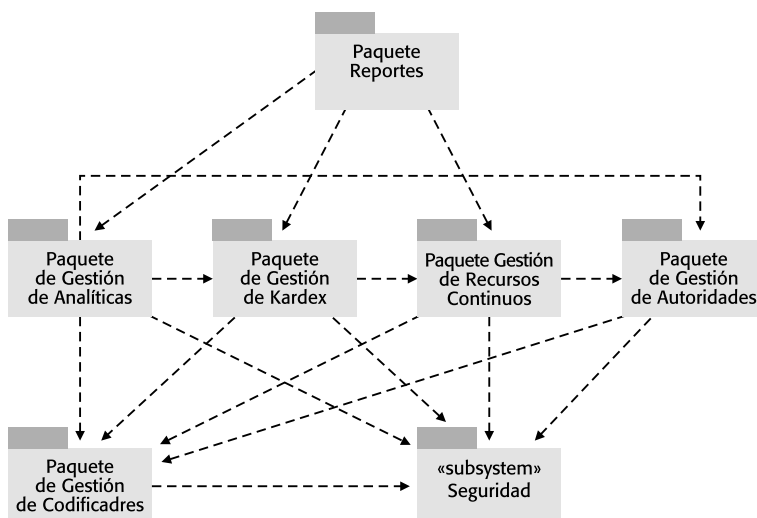 Paquete
Reportes
Paquete
de Gestión
de Analíticas
Paquete
de Gestión
de Kardex
Paquete Gestión
de Recursos
Continuos
Paquete
de Gestión
de Autoridades
Paquete
de Gestión
de Codificadres
«subsystem»
Seguridad